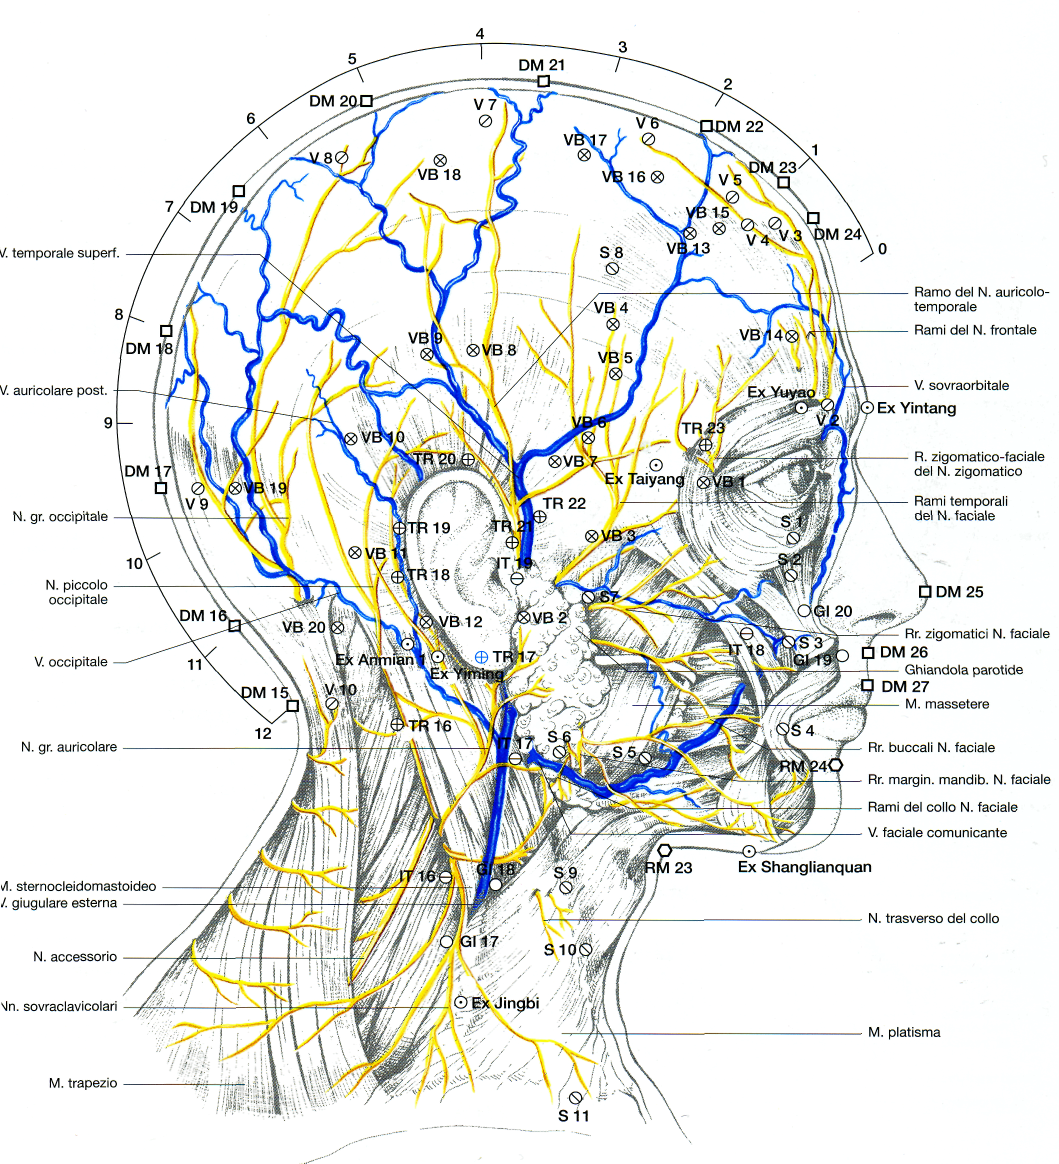 4
5
3
DM 21
DM 20
2
V 7
6
VB 17
V 6
DM 22
1
V 8
VB 18
VB 16
DM 23
V 5
7
DM 19
VB 15
VB 13
V 4
V 3
DM 24
0
V. temporale superf.
S 8
Ramo del N. auricolo-
temporale
8
VB 4
Rami del N. frontale
DM 18
VB 9
VB 8
VB 5
VB 14
V. auricolare post.
Ex Yuyao
V. sovraorbitale
V 2
Ex Yintang
9
VB 6
VB 10
TR 23
TR 20
VB 7
R. zigomatico-faciale
del N. zigomatico
DM 17
Ex Taiyang
V 9
VB 19
VB 1
TR 22
Rami temporali
del N. faciale
N. gr. occipitale
TR 19
TR 21
S 1
VB 3
10
VB 11
IT 19
S 2
N. piccolo
occipitale
TR 18
S7
DM 25
DM 16
VB 12
VB 2
GI 20
VB 20
Rr. zigomatici N. faciale
11
V. occipitale
Ex Anmian 1
Ex Yiming
TR 17
IT 18
S 3
GI 19
DM 26
Ghiandola parotide
DM 27
DM 15
V 10
M. massetere
12
TR 16
S 4
N. gr. auricolare
IT 17
S 6
S 5
Rr. buccali N. faciale
RM 24
Rr. margin. mandib. N. faciale
Rami del collo N. faciale
V. faciale comunicante
RM 23
Ex Shanglianquan
IT 16
GI 18
S 9
M. sternocleidomastoideo
V. giugulare esterna
N. trasverso del collo
GI 17
S 10
N. accessorio
Nn. sovraclavicolari
Ex Jingbi
M. platisma
M. trapezio
S 11